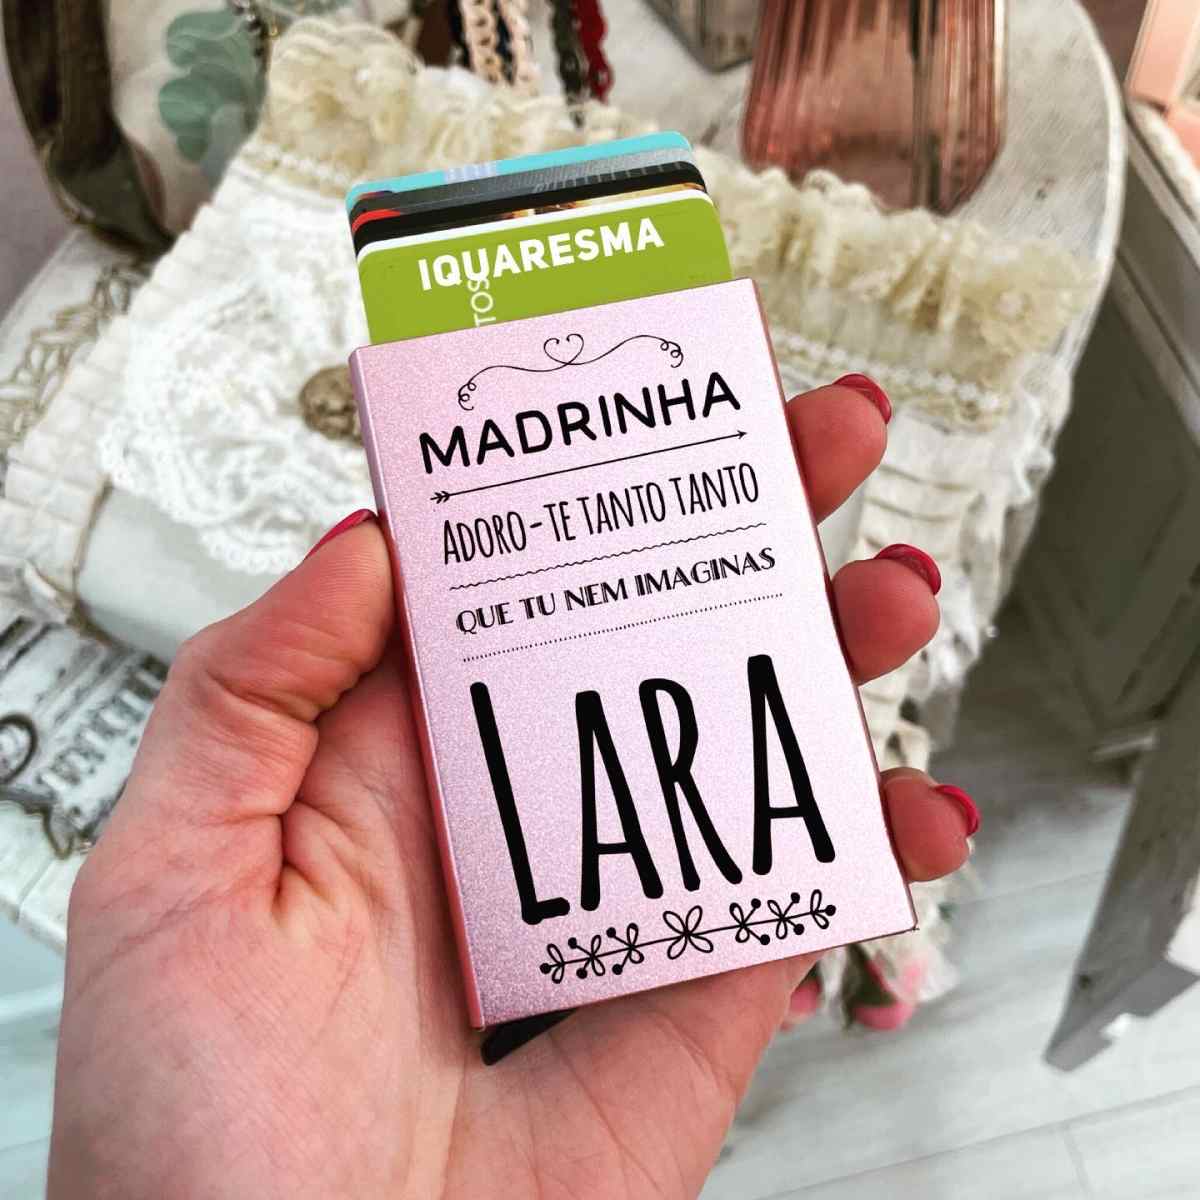 IQUARESMA
TOS
MADRINHA
ADORO-TE TANTO TANTO
QUE TU NEM IMAGINAS
LARA